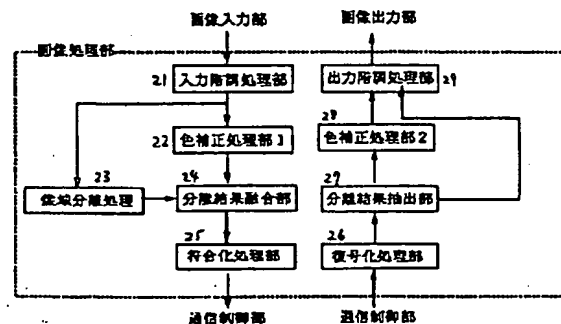 画像入力部
画像出力部
画像処理部
21
入力階調処理部
出力階調処理部
29
22
色補正処理部1
28
色補正処理部2
23
像域分離処理
24
分離結果融合部
27
分離結果抽出部
25
符合化処理部
26
復号化処理部
通信制御部
通信制御部